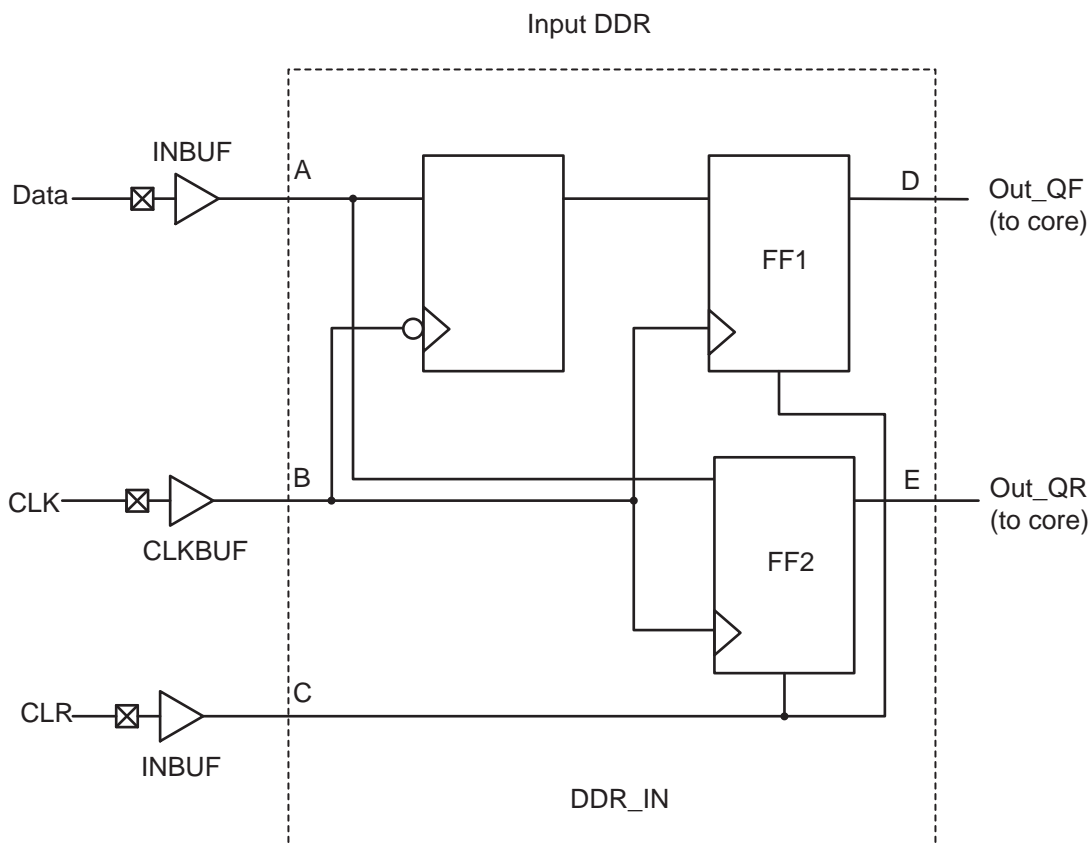 Input DDR
INBUF
A
Data
D
Out_QF
(to core)
FF1
B
CLK
CLKBUF
E
Out_QR
(to core)
FF2
C
CLR
INBUF
DDR_IN